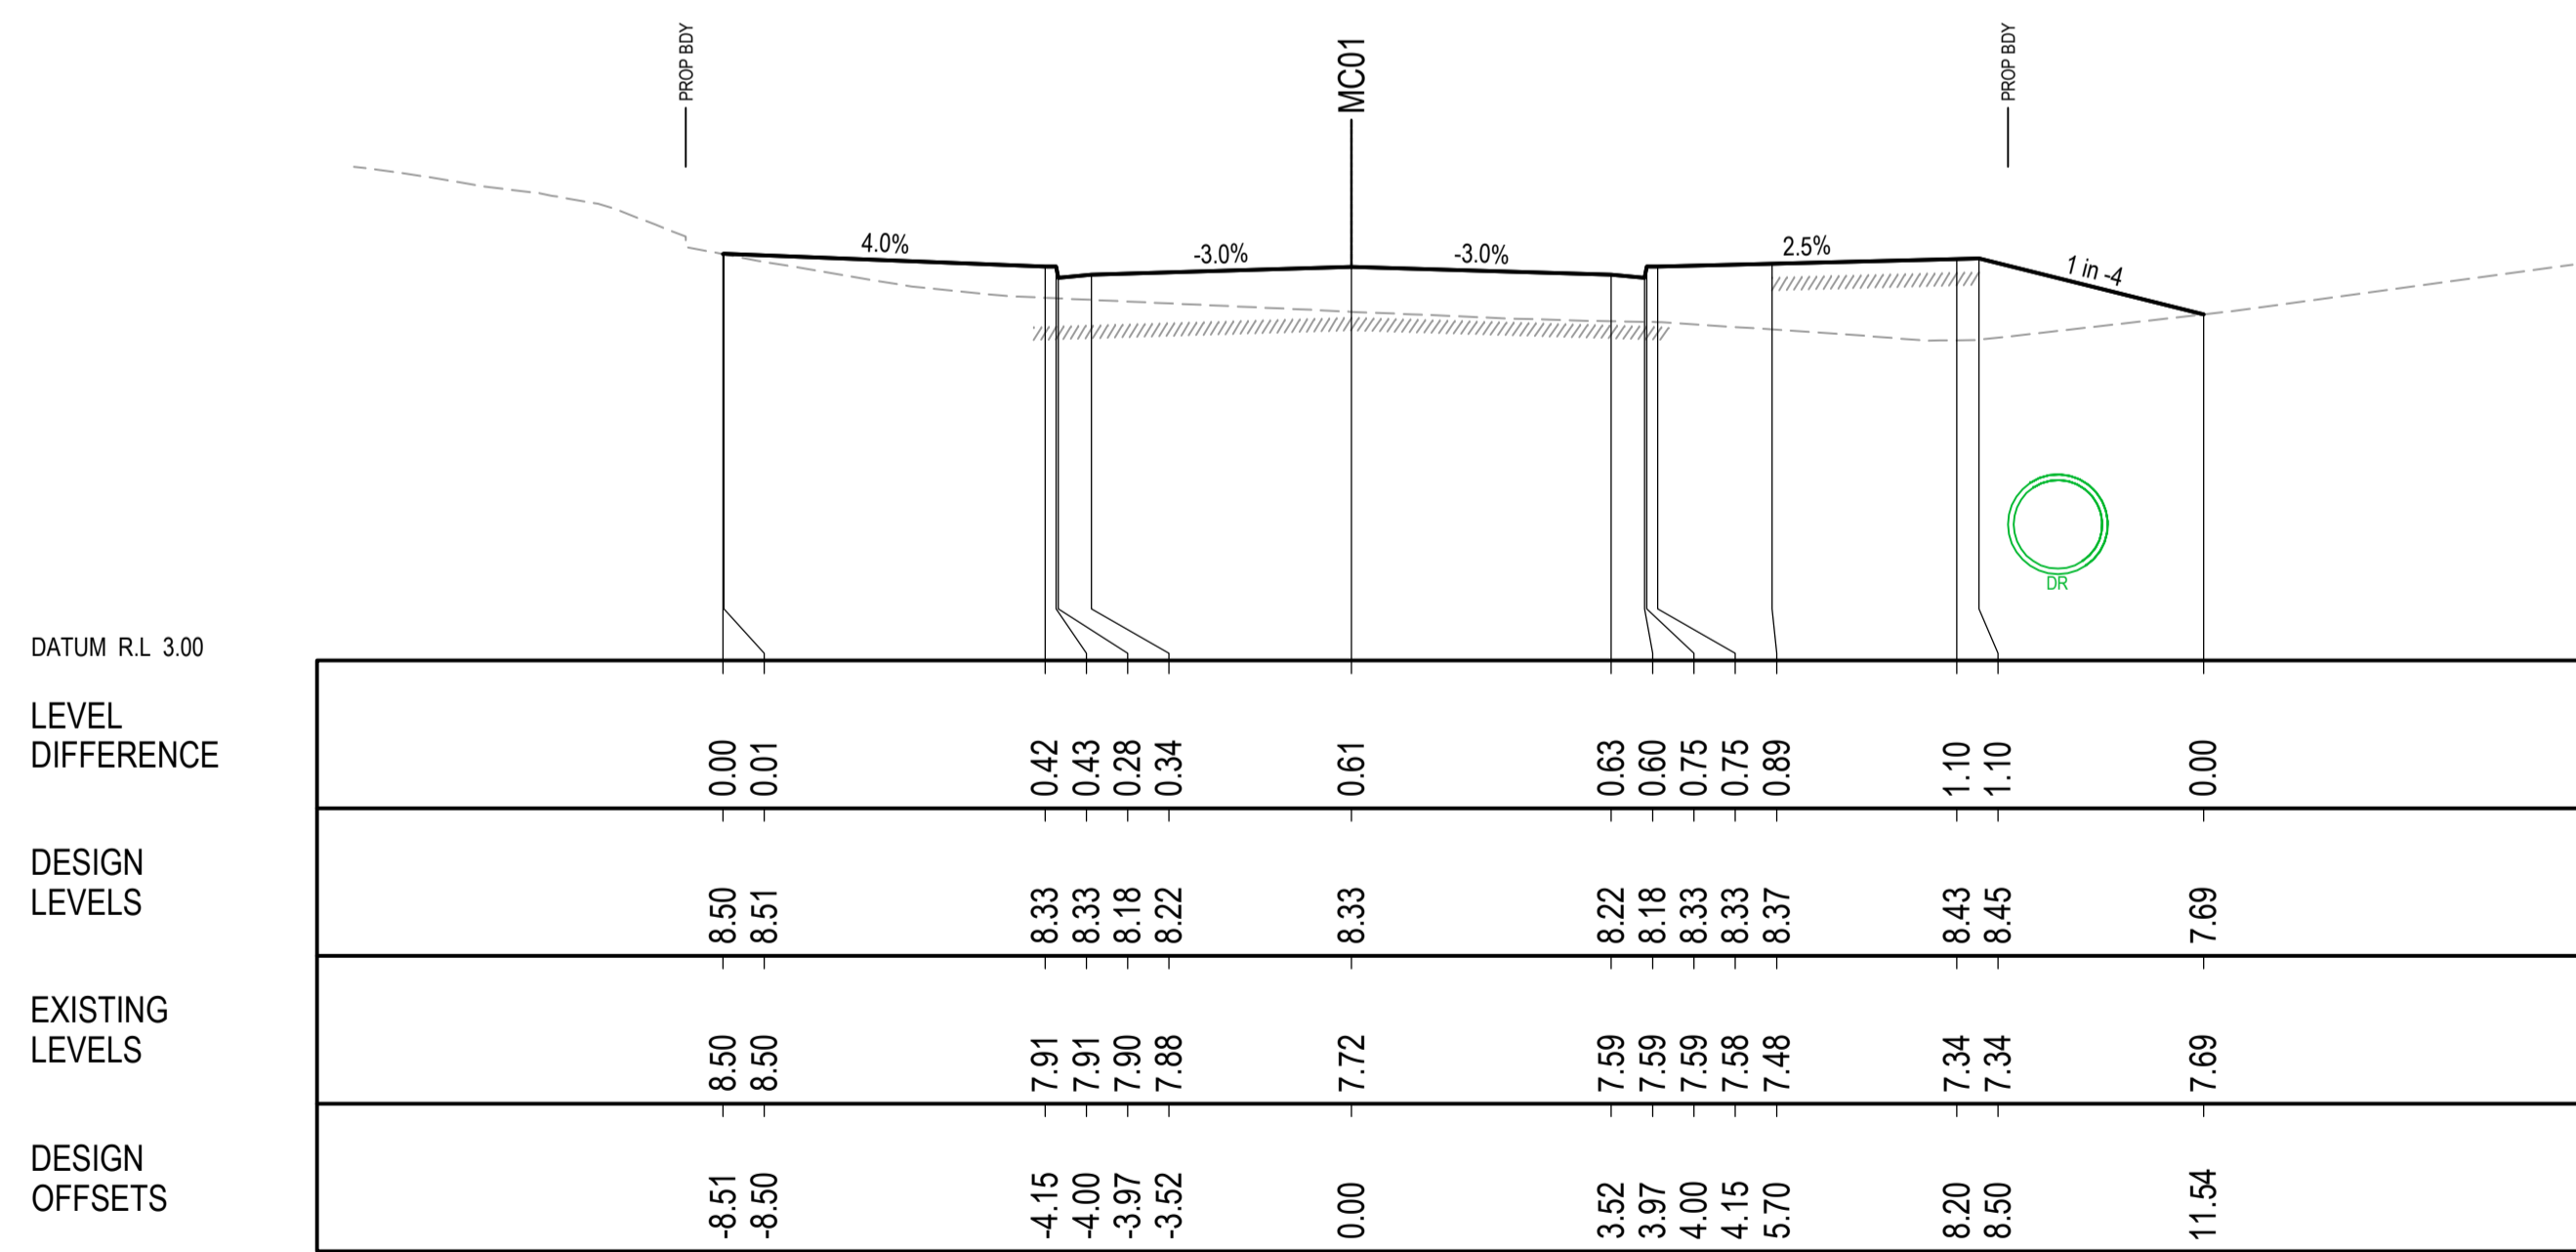 PROP BDY
MC01
PROP BDY
4.0%
-3.0%
-3.0%
2.5%
1 in -4
DR
DATUM R.L 3.00
LEVEL
DIFFERENCE
0.00 0.01 0.42 0.43 0.28 0.34 0.61 0.63 0.60 0.75 0.75 0.89 1.10 1.10 0.00
DESIGN
LEVELS
8.50 8.51 8.33 8.33 8.18 8.22 8.33 8.22 8.18 8.33 8.33 8.37 8.43 8.45 7.69
EXISTING
LEVELS
8.50 8.50 7.91 7.91 7.90 7.88 7.72 7.59 7.59 7.59 7.58 7.48 7.34 7.34 7.69
DESIGN
OFFSETS
-8.51 -8.50 -4.15 -4.00 -3.97 -3.52 0.00 3.52 3.97 4.00 4.15 5.70 8.20 8.50 11.54